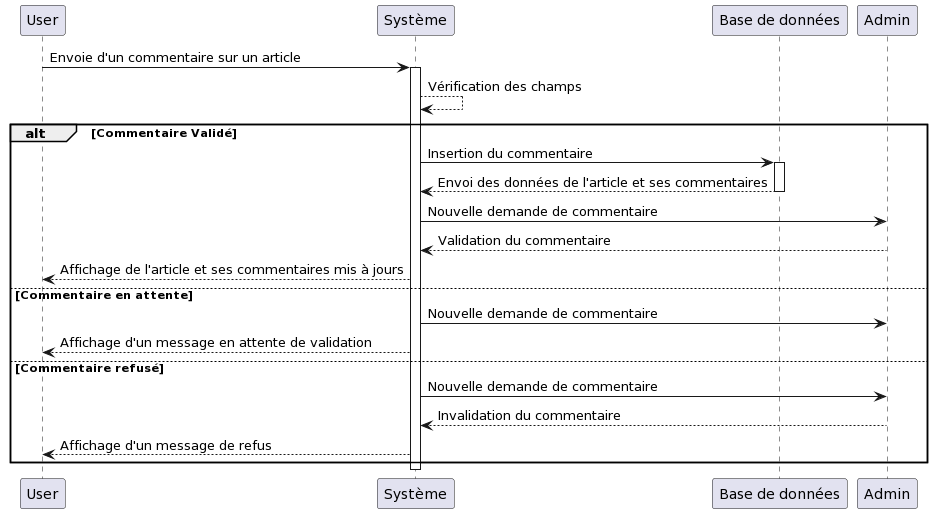 User Système Base de données Admin
Envoie d'un commentaire sur un article
Vérification des champs
alt [Commentaire Validé]
Insertion du commentaire
Envoi des données de l'article et ses commentaires
Nouvelle demande de commentaire
Validation du commentaire
Affichage de l'article et ses commentaires mis à jours
[Commentaire en attente]
Nouvelle demande de commentaire
Affichage d'un message en attente de validation
[Commentaire refusé]
Nouvelle demande de commentaire
Invalidation du commentaire
Affichage d'un message de refus
User Système Base de données Admin